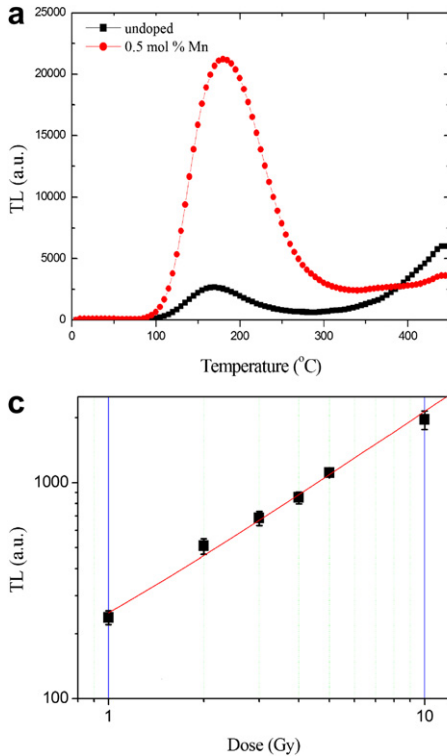 a
undoped
0.5 mol % Mn
25000
20000
15000
10000
5000
0
TL (a.u.)
0 100 200 300 400
Temperature (°C)
c
1000
100
TL (a.u.)
1 10
Dose (Gy)